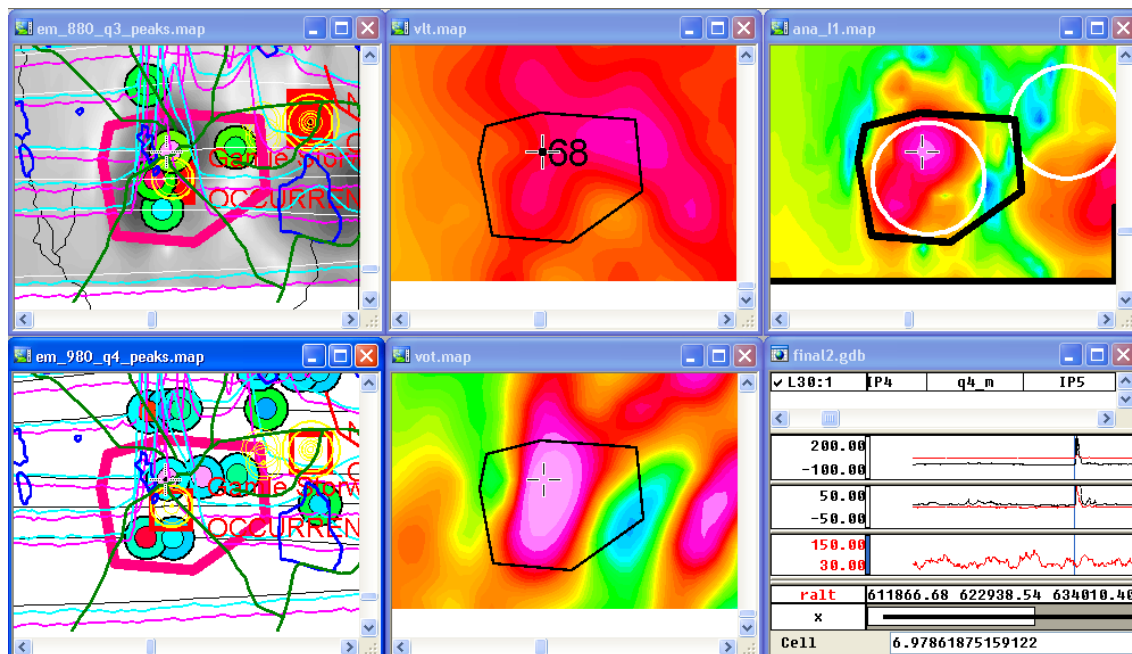 em_880_q3_peaks.map
vlt.map
ana_l1.map
68
OCCURREN
em_980_q4_peaks.map
vot.map
final2.gdb
L30:1 IP4 q4_m IP5
OCCURREN
200.00
-100.00
50.00
-50.00
150.00
30.00
ralt 611866.68 622938.54 634010.40
x
Cell 6.97861875159122